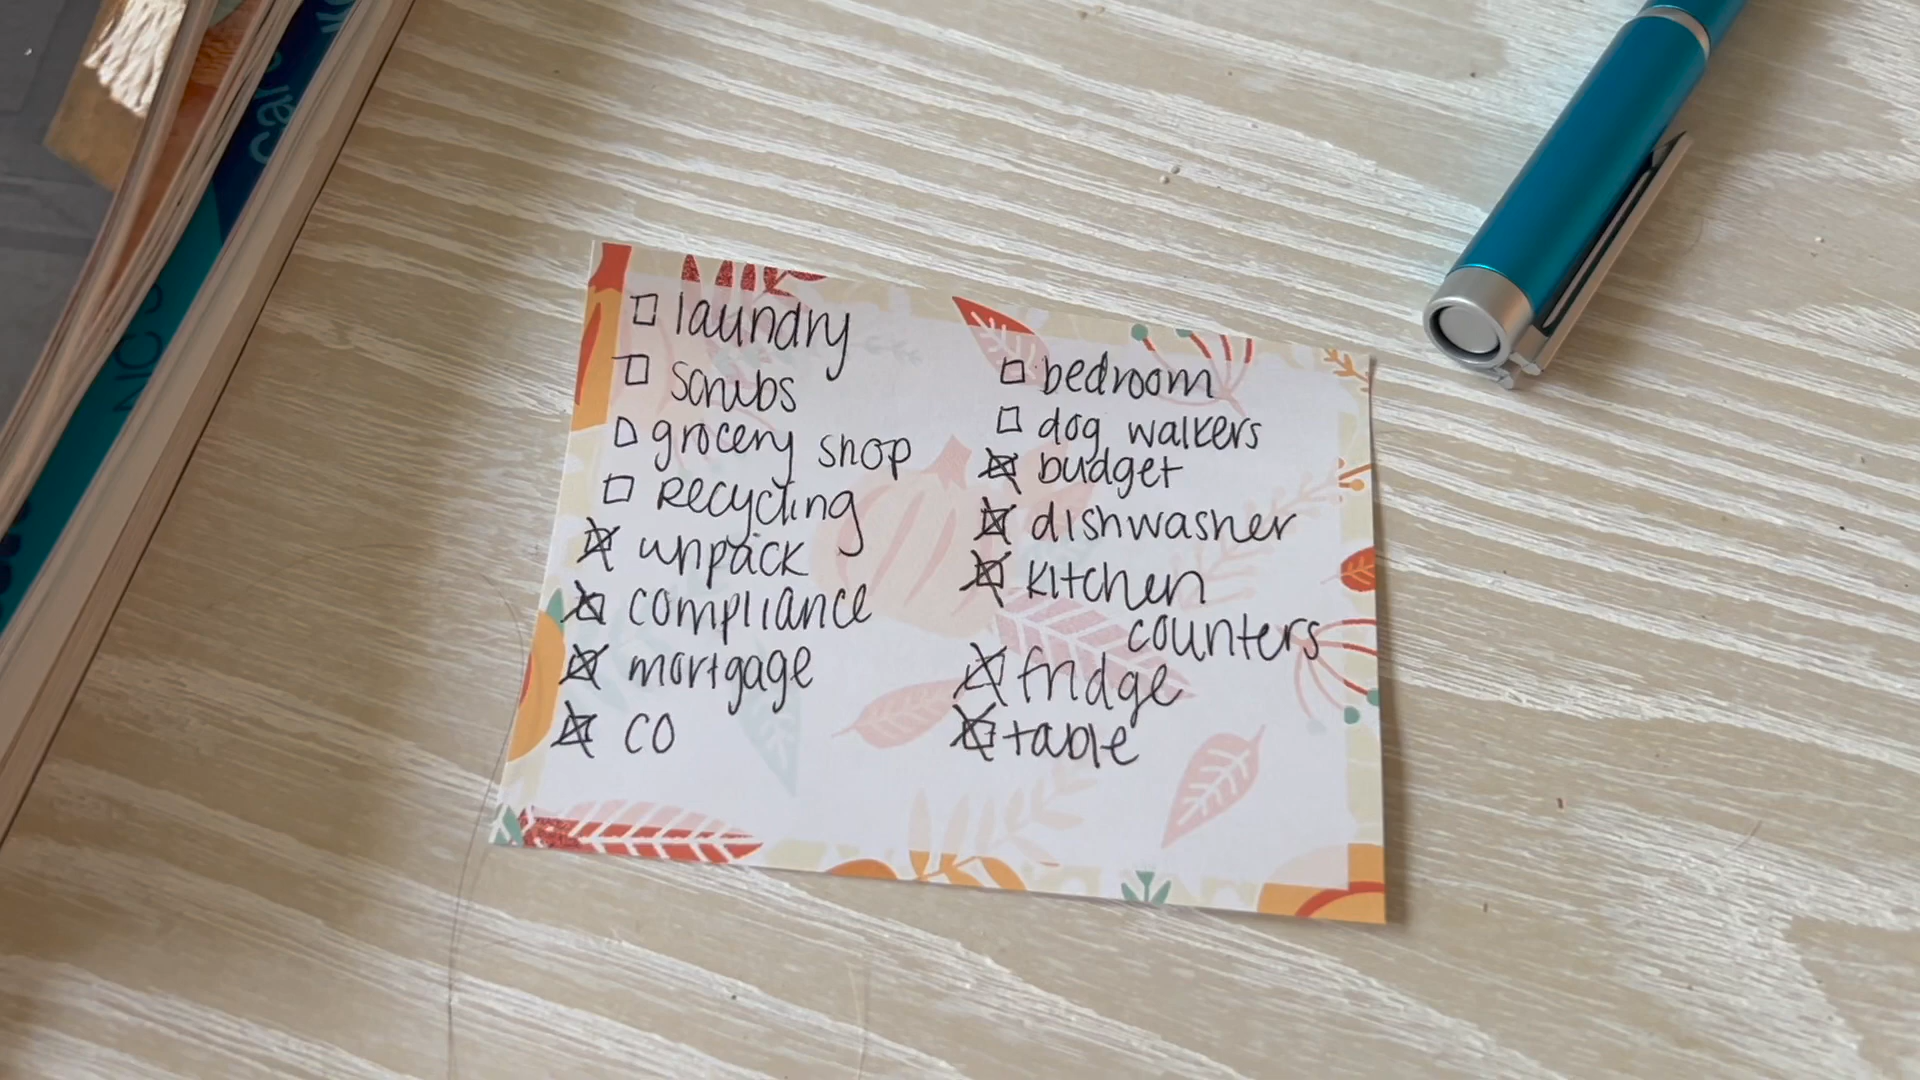 ☐ laundry
☐ scrubs
☐ grocery shop
☐ Recycling
☒ unpack
☒ compliance
☒ mortgage
☒ CO
☐ bedroom
☐ dog walkers
☒ budget
☒ dishwasher
☒ kitchen
counters
☒ fridge
☒ table